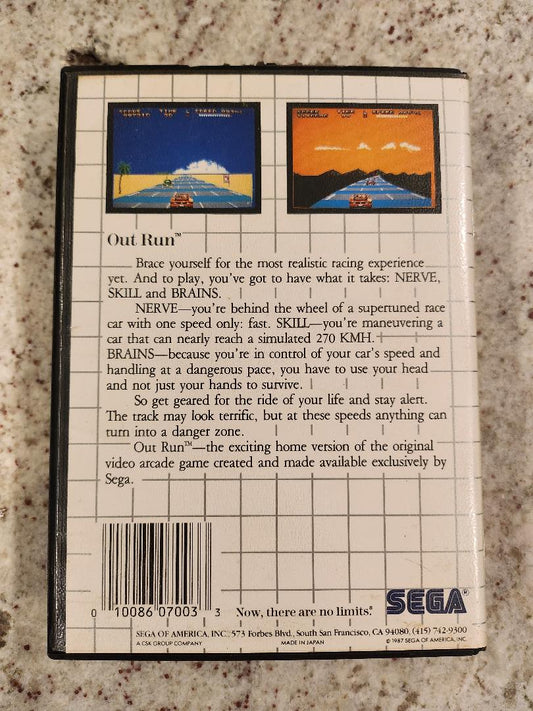 Out Run™
Brace yourself for the most realistic racing experience
yet. And to play, you've got to have what it takes: NERVE,
SKILL and BRAINS.
NERVE—you're behind the wheel of a supertuned race
car with one speed only: fast. SKILL—you're maneuvering a
car that can nearly reach a simulated 270 KMH.
BRAINS—because you're in control of your car's speed and
handling at a dangerous pace, you have to use your head
and not just your hands to survive.
So get geared for the ride of your life and stay alert.
The track may look terrific, but at these speeds anything can
turn into a danger zone.
Out Run™—the exciting home version of the original
video arcade game created and made available exclusively by
Sega.
0 10086 07003 3
Now, there are no limits.®
SEGA®
SEGA OF AMERICA, INC., 573 Forbes Blvd., South San Francisco, CA 94080, (415) 742-9300
A CSK GROUP COMPANY MADE IN JAPAN © 1987 SEGA OF AMERICA, INC.